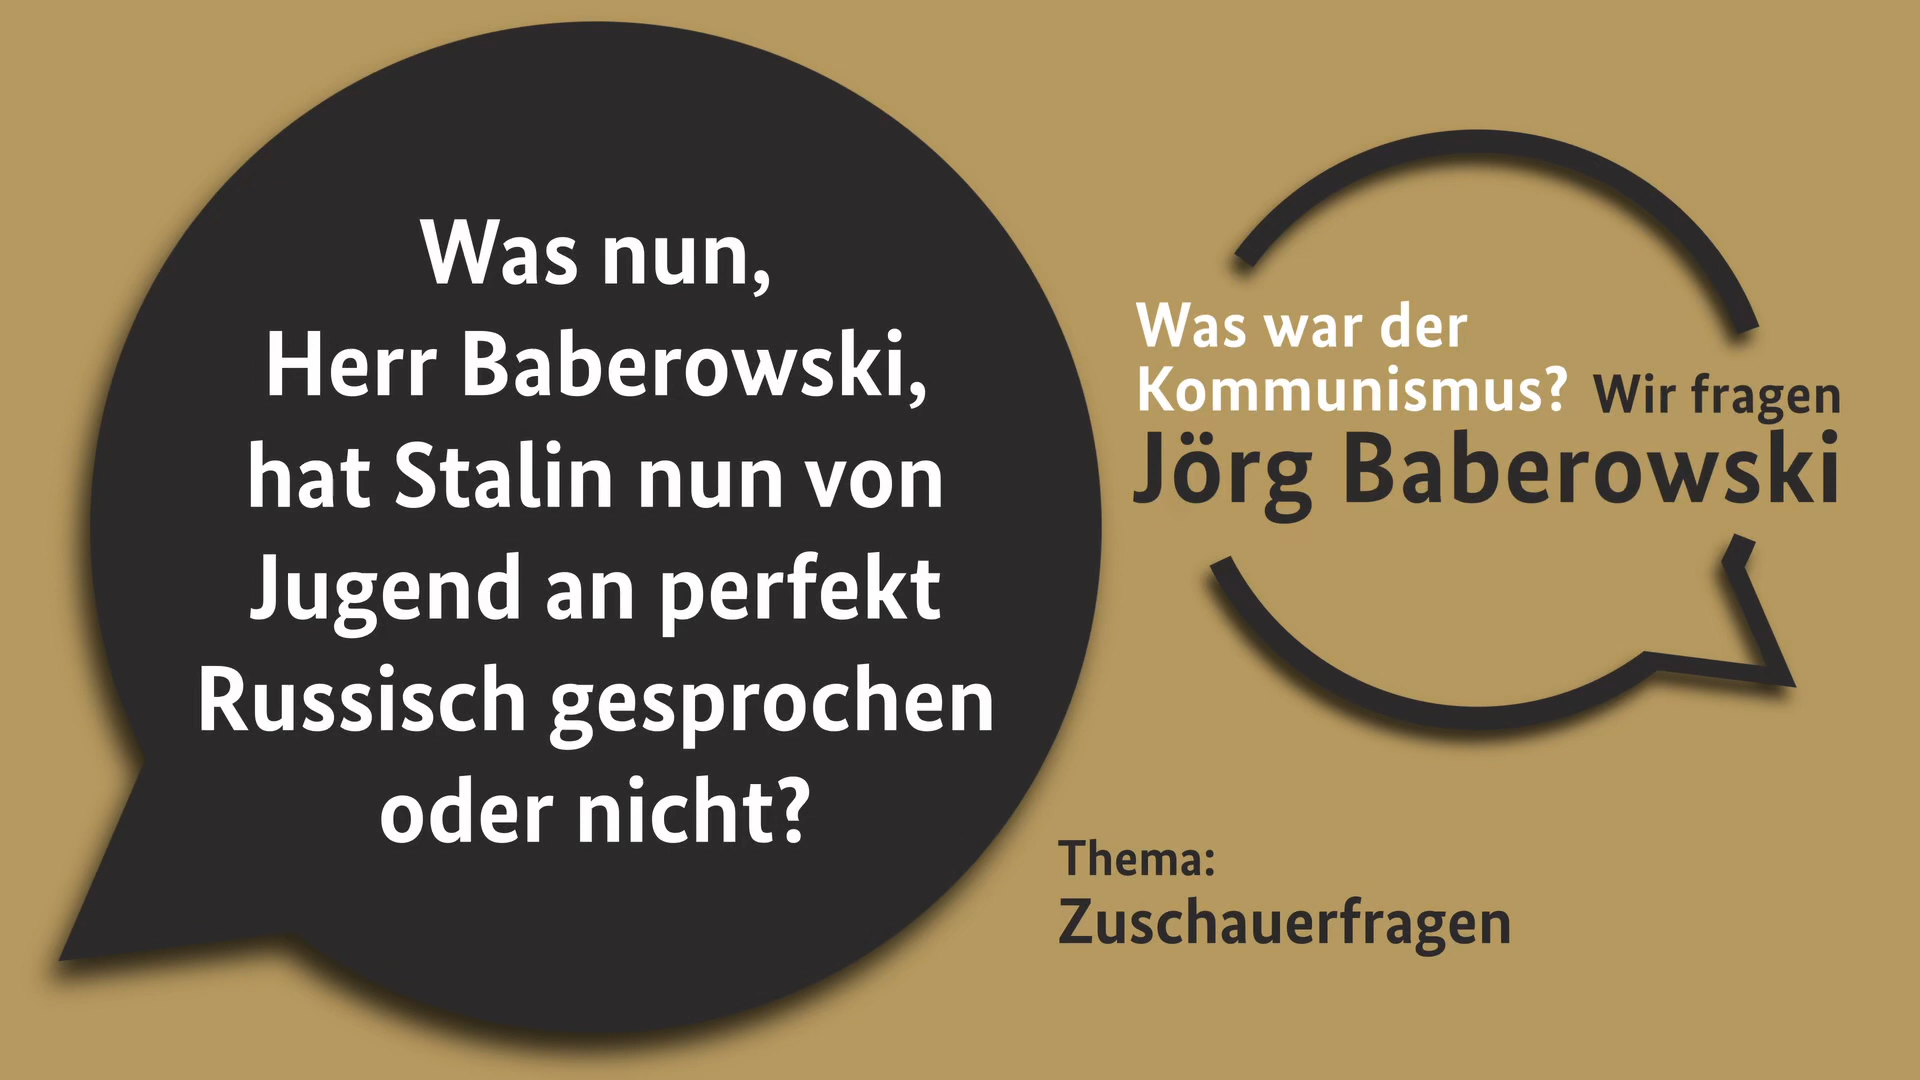 Was nun,
Herr Baberowski,
hat Stalin nun von
Jugend an perfekt
Russisch gesprochen
oder nicht?
Was war der
Kommunismus? Wir fragen
Jörg Baberowski
Thema:
Zuschauerfragen